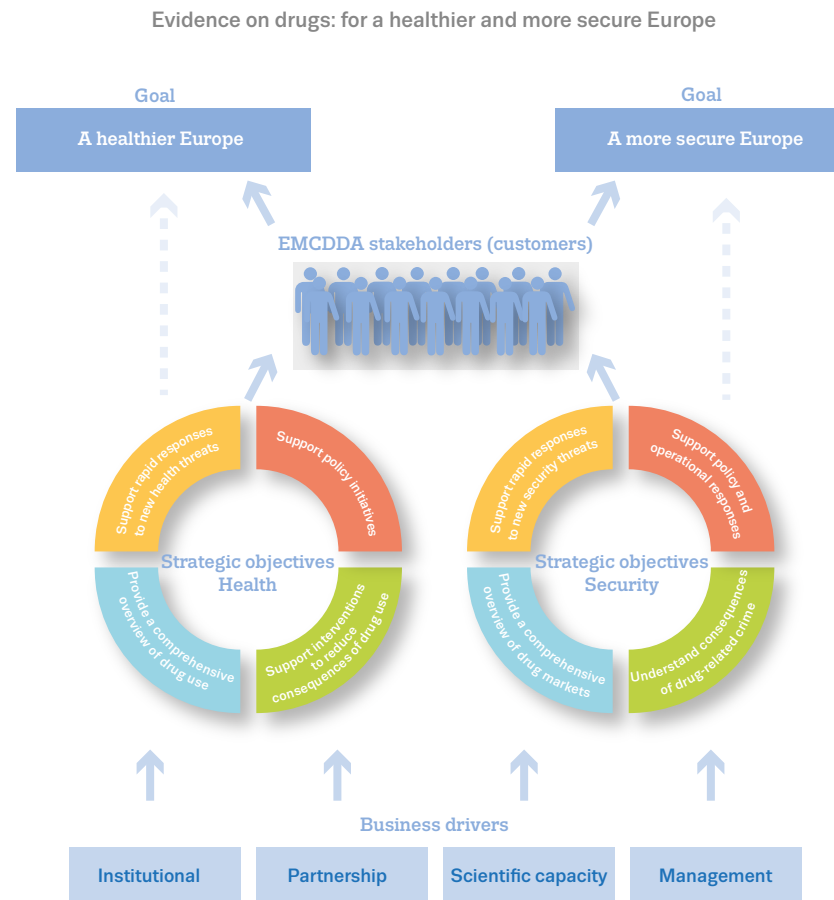 Evidence on drugs: for a healthier and more secure Europe
Goal
Goal
A healthier Europe
A more secure Europe
EMCDDA stakeholders (customers)
Support rapid responses
to new health threats
Support policy initiatives
Strategic objectives
Health
Provide a comprehensive
overview of drug use
Support interventions
to reduce
consequences of drug use
Support rapid responses
to new security threats
Support policy and
operational responses
Strategic objectives
Security
Provide a comprehensive
overview of drug markets
Understand consequences
of drug-related crime
Business drivers
Institutional
Partnership
Scientific capacity
Management